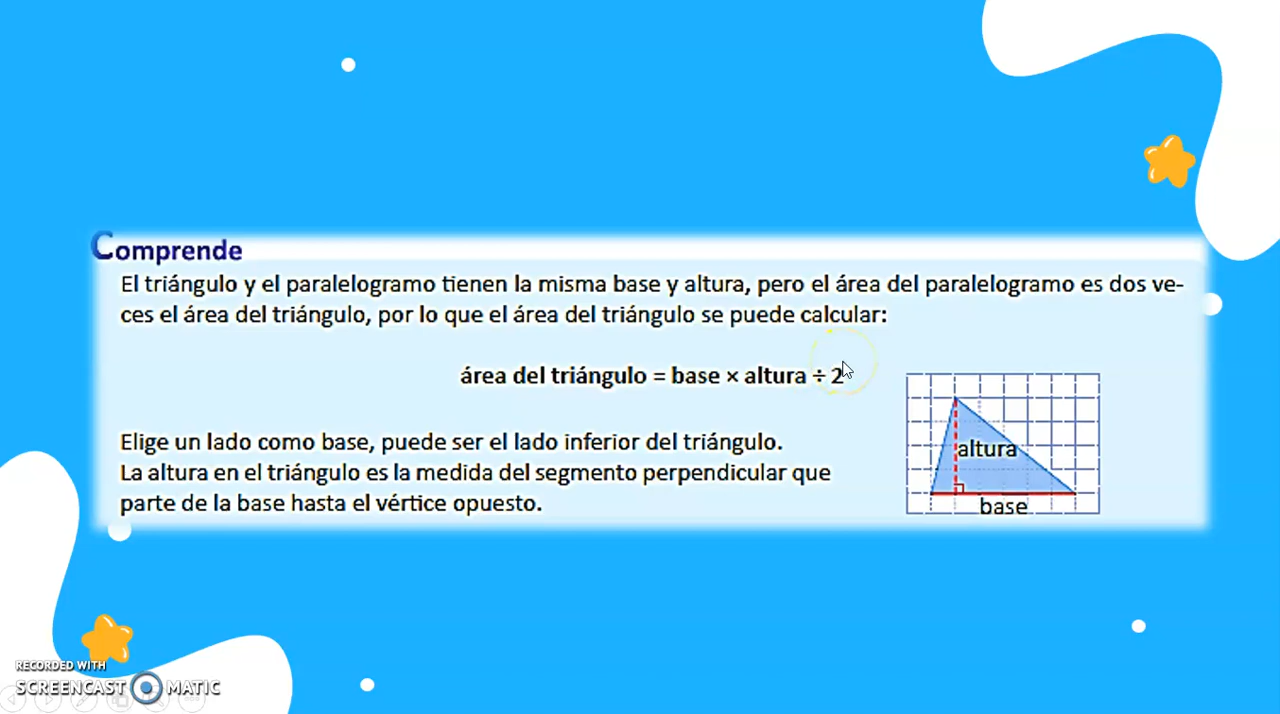 Comprende
El triángulo y el paralelogramo tienen la misma base y altura, pero el área del paralelogramo es dos ve-
ces el área del triángulo, por lo que el área del triángulo se puede calcular:
área del triángulo = base × altura ÷ 2
altura
Elige un lado como base, puede ser el lado inferior del triángulo.
La altura en el triángulo es la medida del segmento perpendicular que
parte de la base hasta el vértice opuesto.
base
RECORDED WITH
SCREENCAST MATIC